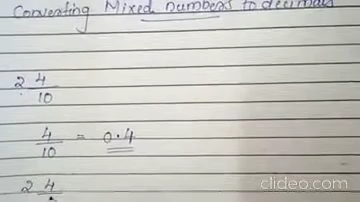 Converting Mixed numbers to decimals
2 4/10
4/10 = 0.4
2 4
clideo.com